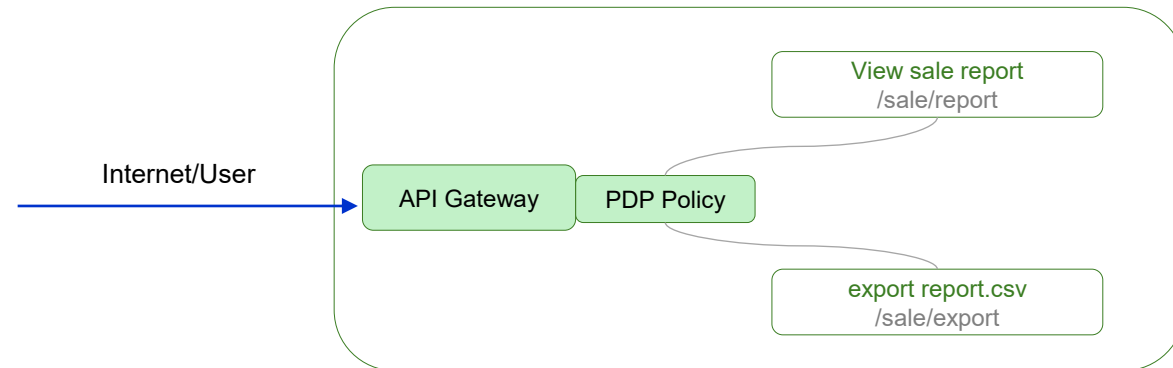 View sale report
/sale/report
Internet/User
API Gateway
PDP Policy
export report.csv
/sale/export